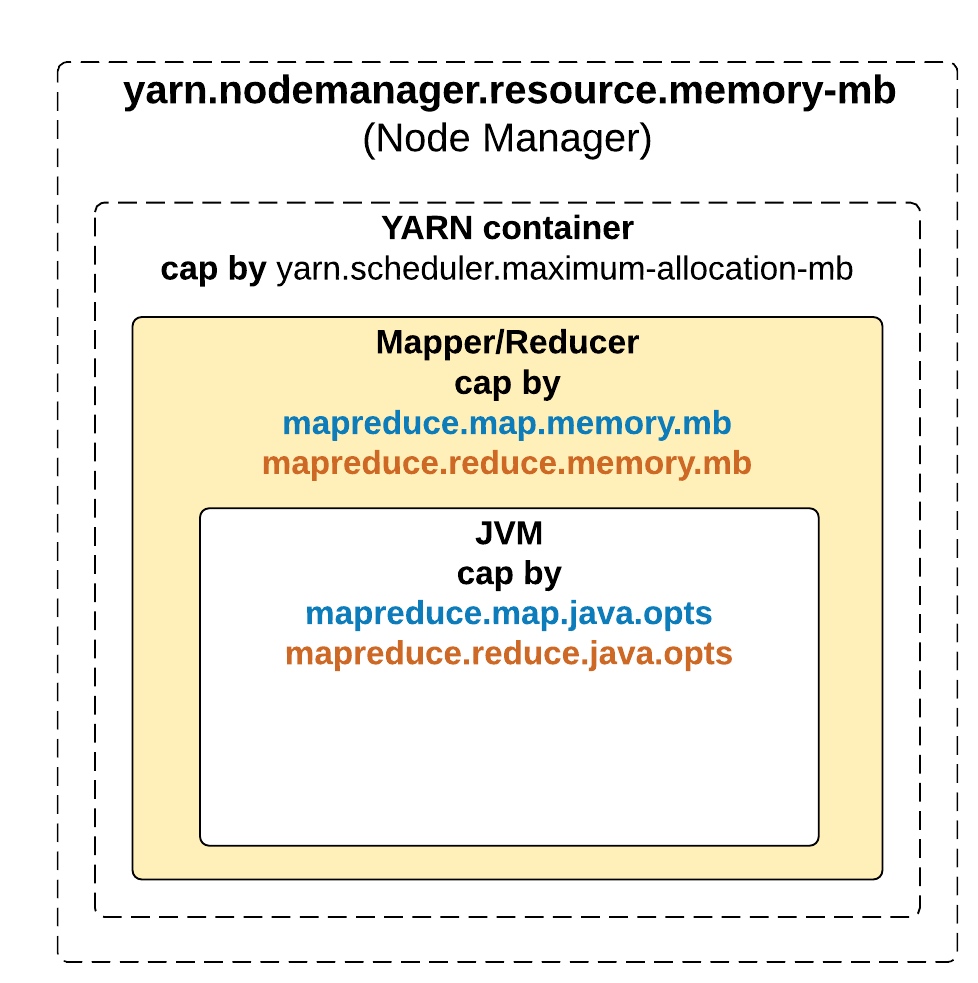 yarn.nodemanager.resource.memory-mb
(Node Manager)
YARN container
cap by yarn.scheduler.maximum-allocation-mb
Mapper/Reducer
cap by
mapreduce.map.memory.mb
mapreduce.reduce.memory.mb
JVM
cap by
mapreduce.map.java.opts
mapreduce.reduce.java.opts